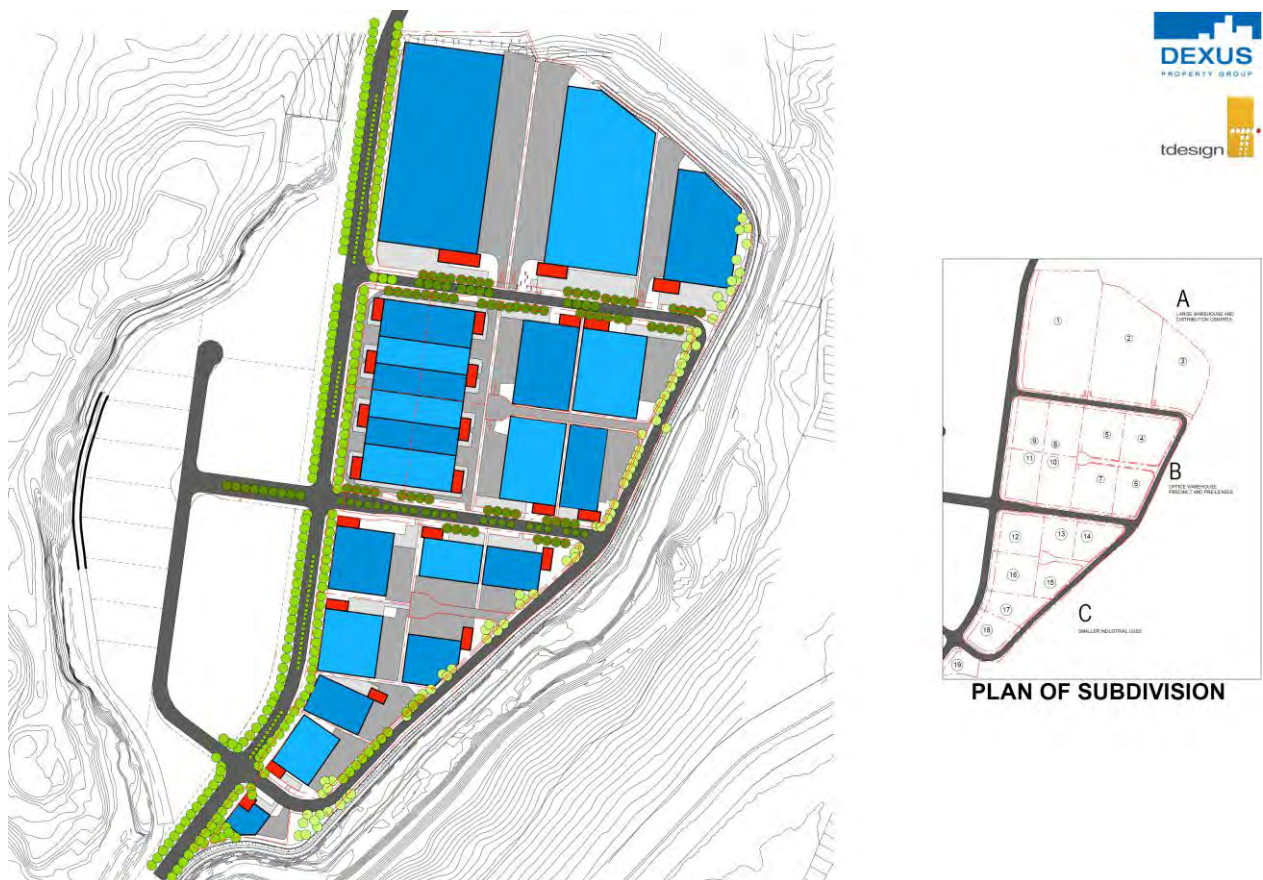 DEXUS
PROPERTY GROUP
tdesign
A
LARGE WAREHOUSE AND
DISTRIBUTION CENTRES
1
2
3
9
8
5
4
11
10
B
7
6
OFFICE WAREHOUSE
PRECINCT AND PRE-LEASES
12
13
14
16
15
C
17
SMALLER INDUSTRIAL USES
18
19
PLAN OF SUBDIVISION